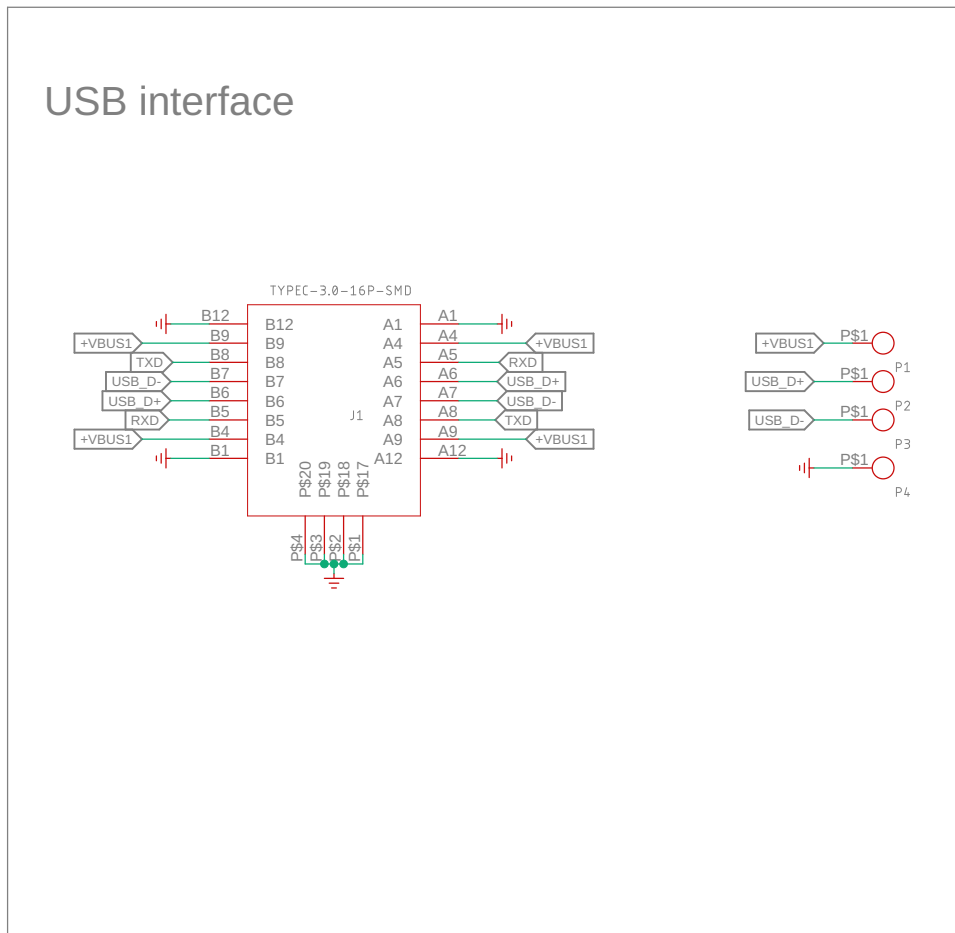 USB interface
TYPEC-3.0-16P-SMD
B12 B12 A1 A1
+VBUS1 B9 B9 A4 A4 +VBUS1
TXD B8 B8 A5 A5 RXD
USB_D- B7 B7 A6 A6 USB_D+
USB_D+ B6 B6 A7 A7 USB_D-
RXD B5 B5 J1 A8 A8 TXD
+VBUS1 B4 B4 A9 A9 +VBUS1
B1 B1 A12 A12
P$20 P$19 P$18 P$17
P$4 P$3 P$2 P$1
+VBUS1 P$1
P1
USB_D+ P$1
P2
USB_D- P$1
P3
P$1
P4